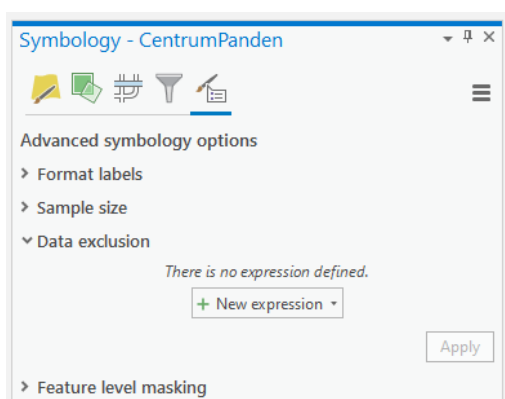 Symbology - CentrumPanden
Advanced symbology options
Format labels
Sample size
Data exclusion
There is no expression defined.
+ New expression
Apply
Feature level masking